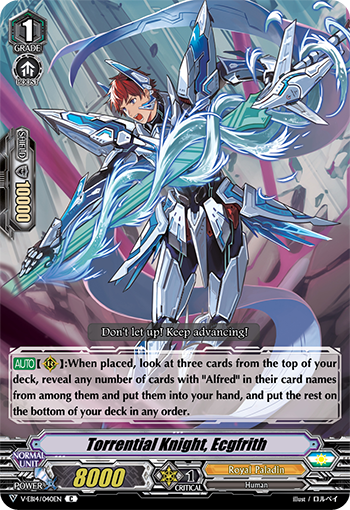 1
GRADE
BOOST
SHIELD
10000
Don't let up! Keep advancing!
AUTO [ R ]:When placed, look at three cards from the top of your
deck, reveal any number of cards with "Alfred" in their card names
from among them and put them into your hand, and put the rest on
the bottom of your deck in any order.
Torrential Knight, Ecgfrith
NORMAL
UNIT
POWER
8000
1
CRITICAL
Royal Paladin
Human
V-EB14/040EN C
Illust / ロルベイ